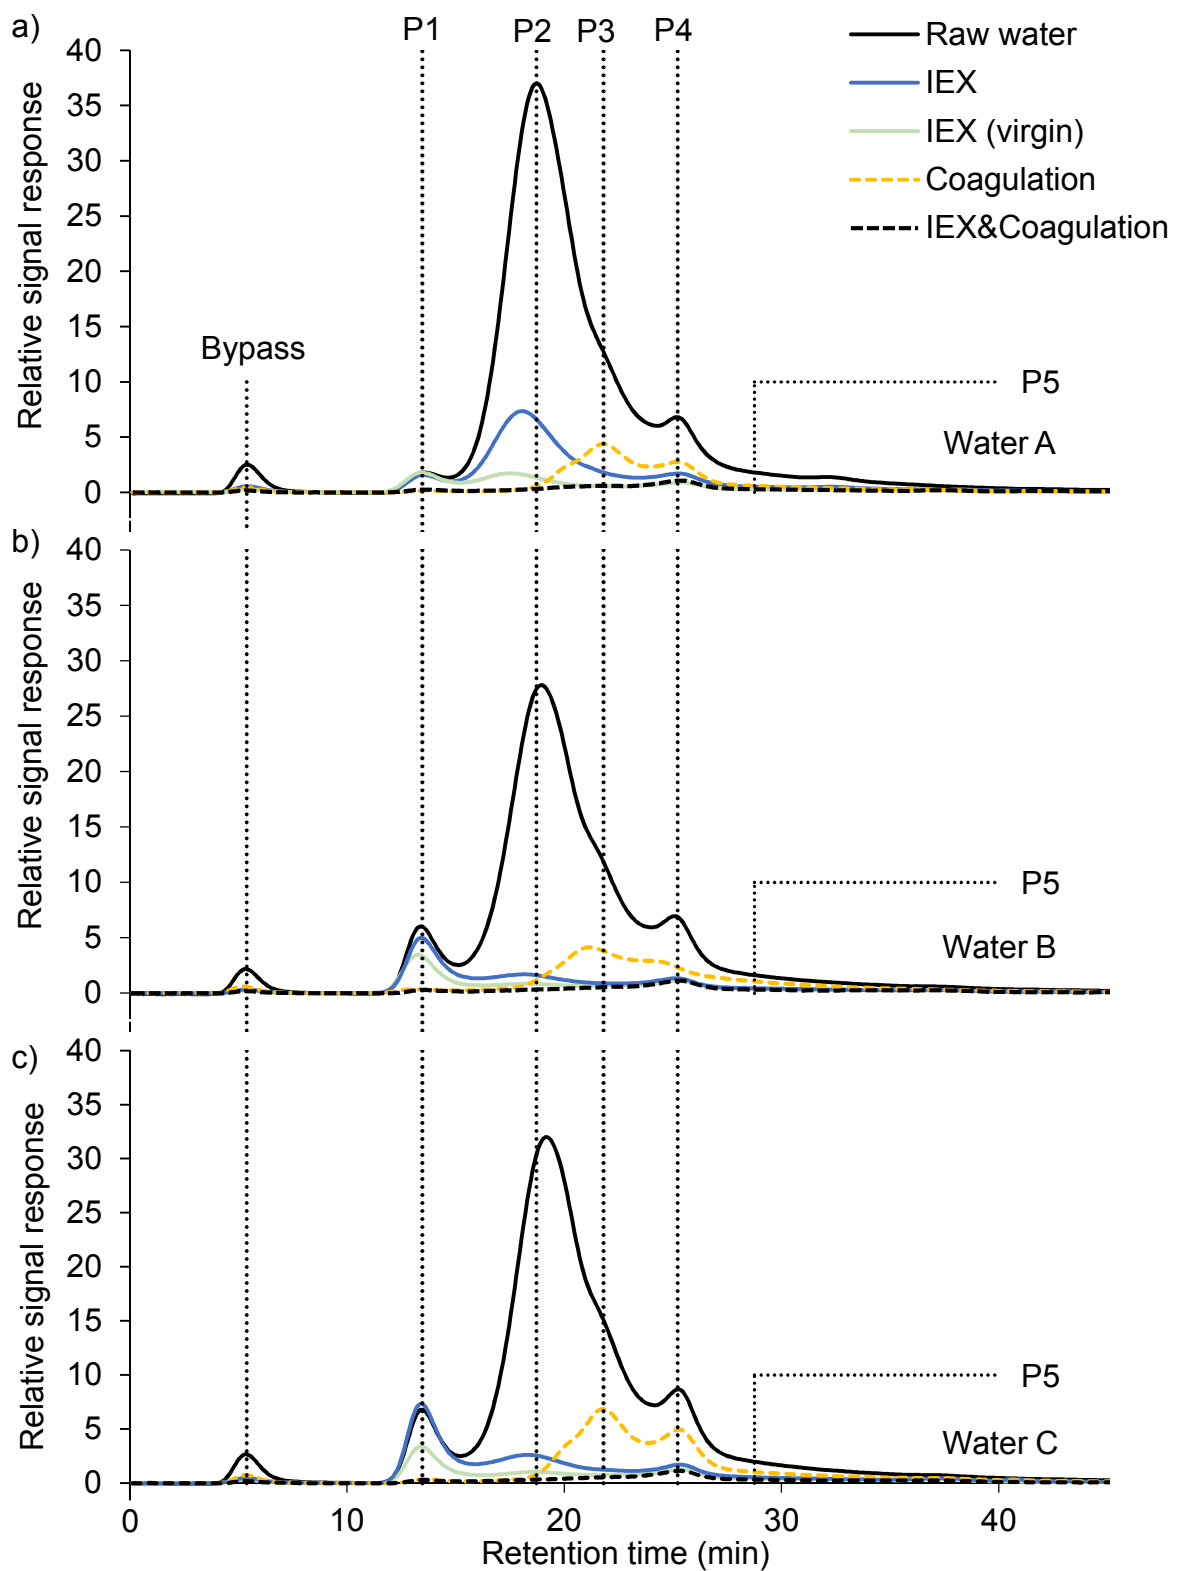 a)
P1 P2 P3 P4
Raw water
IEX
IEX (virgin)
Coagulation
IEX&Coagulation
Relative signal response
40
35
30
25
20
15
10
5
0
Bypass
P5
Water A
b)
Relative signal response
40
35
30
25
20
15
10
5
0
P5
Water B
c)
Relative signal response
40
35
30
25
20
15
10
5
0
P5
Water C
0 10 20 30 40
Retention time (min)